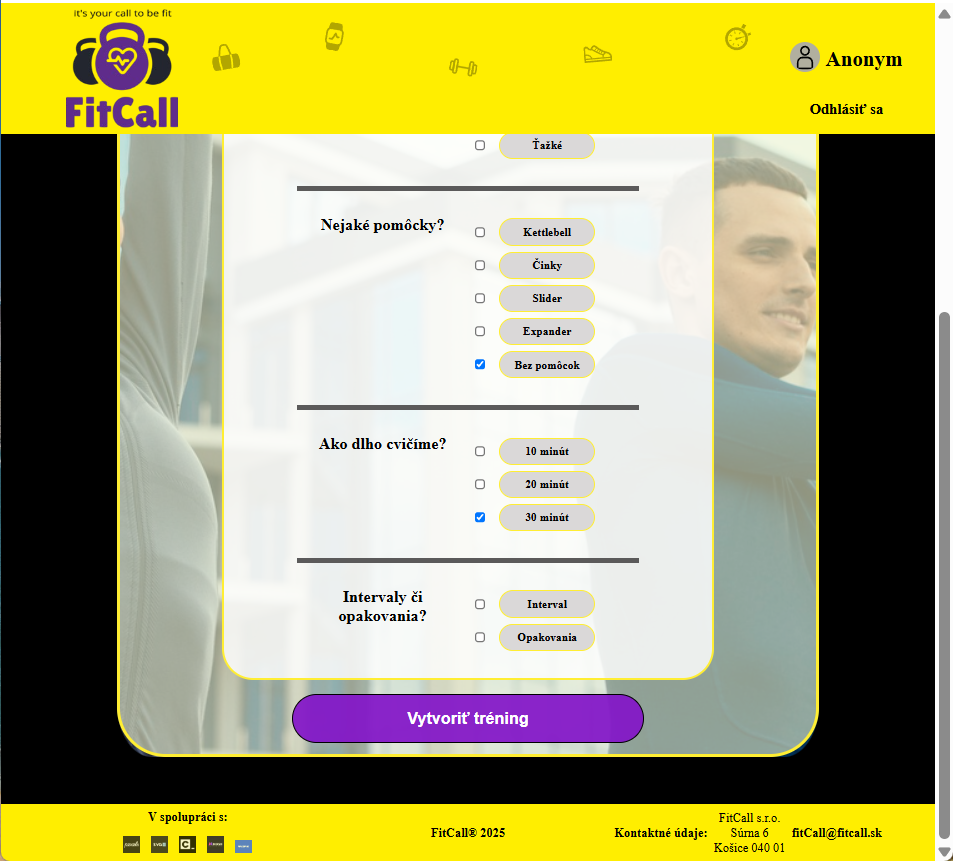 it's your call to be fit
FitCall
Anonym
Odhlásiť sa
Ťažké
Nejaké pomôcky?
Kettlebell
Činky
Slider
Expander
Bez pomôcok
Ako dlho cvičíme?
10 minút
20 minút
30 minút
Intervaly či
opakovania?
Interval
Opakovania
Vytvoriť tréning
V spolupráci s:
FitCall® 2025
Kontaktné údaje:
FitCall s.r.o.
Súrna 6
Košice 040 01
fitCall@fitcall.sk